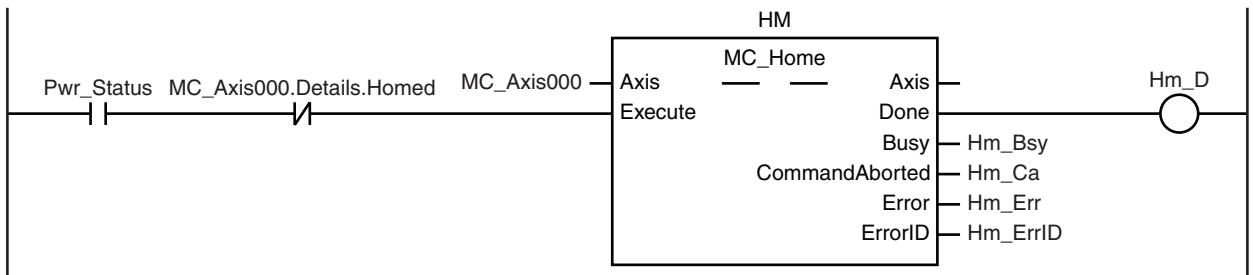 HM
MC_Home
Pwr_Status MC_Axis000.Details.Homed MC_Axis000 Axis Axis Hm_D
Execute Done
Busy Hm_Bsy
CommandAborted Hm_Ca
Error Hm_Err
ErrorID Hm_ErrID